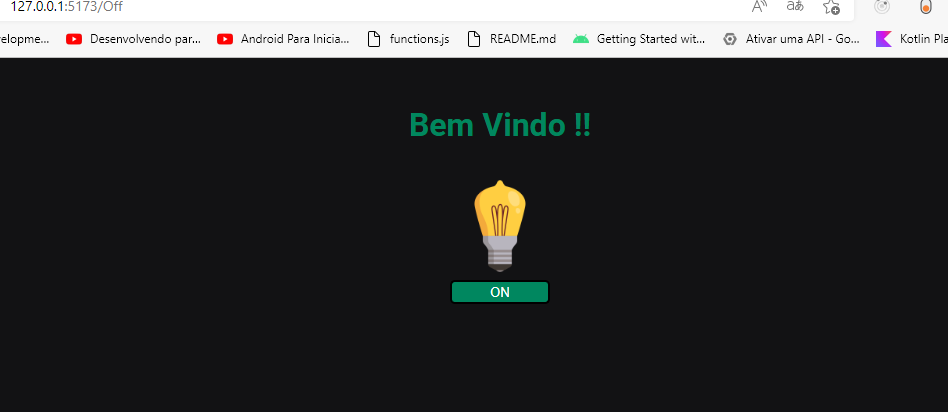 127.0.0.1:5173/Off
velopme... Desenvolvendo par... Android Para Inicia... functions.js README.md Getting Started wit... Ativar uma API - Go... Kotlin Pla
Bem Vindo !!
ON